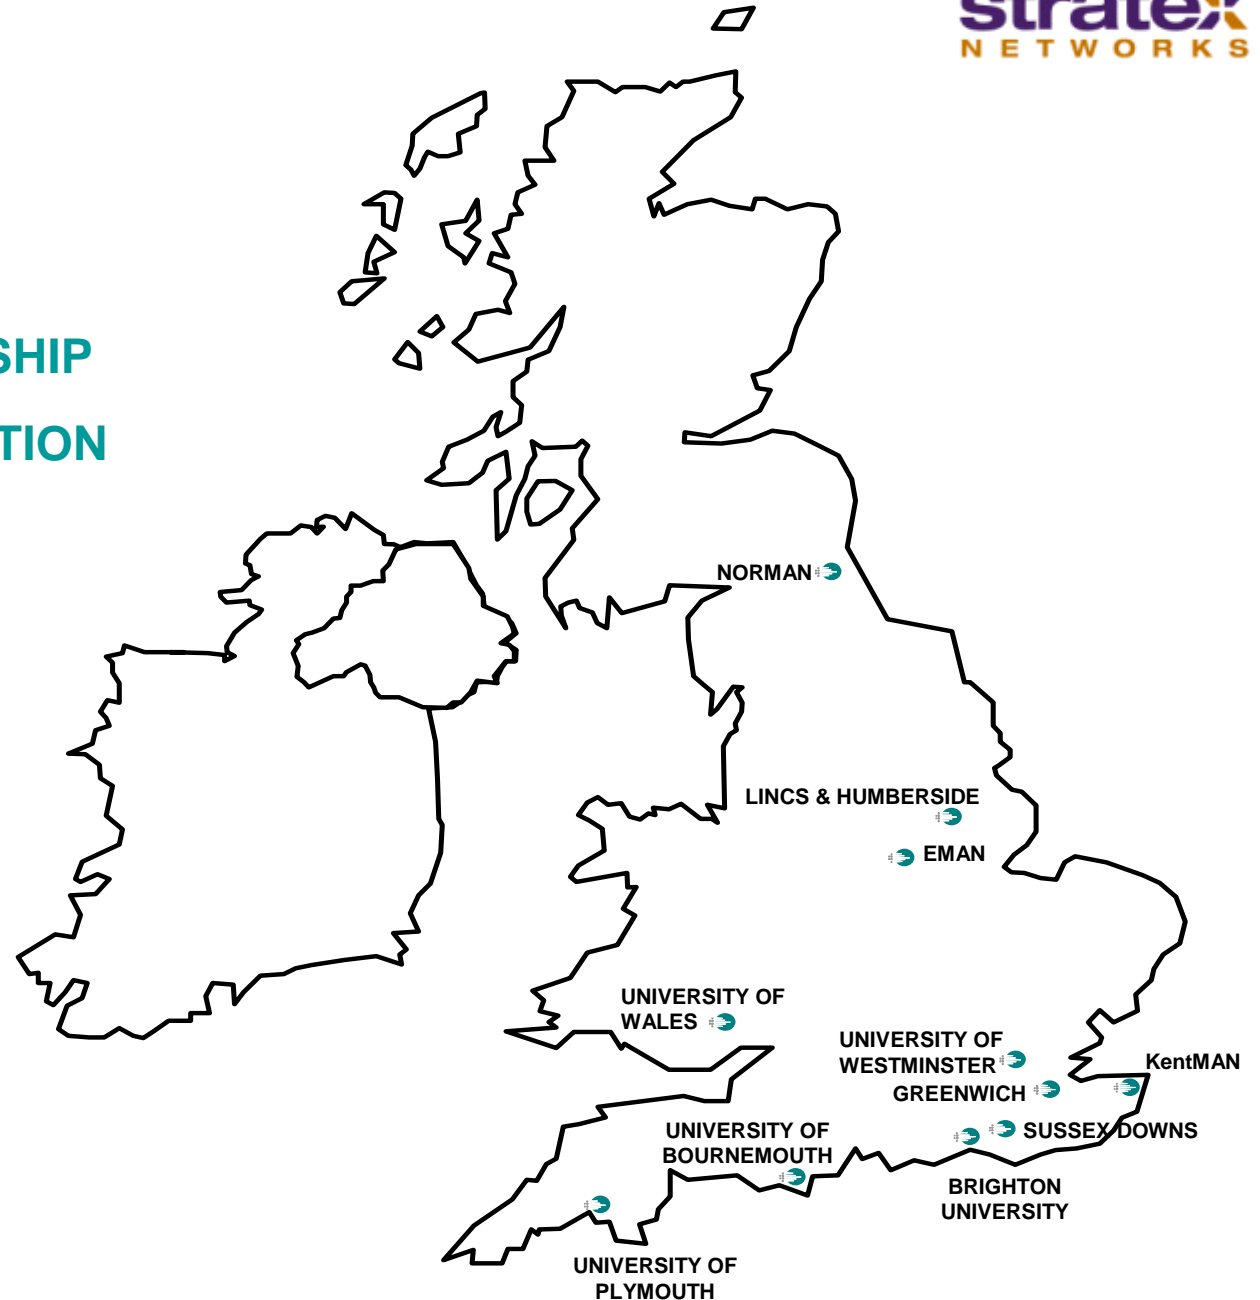 stratex
NETWORKS
SHIP
TION
NORMAN
LINCS & HUMBERSIDE
EMAN
UNIVERSITY OF
WALES
UNIVERSITY OF
WESTMINSTER
KentMAN
GREENWICH
UNIVERSITY OF
BOURNEMOUTH
SUSSEX DOWNS
BRIGHTON
UNIVERSITY
UNIVERSITY OF
PLYMOUTH